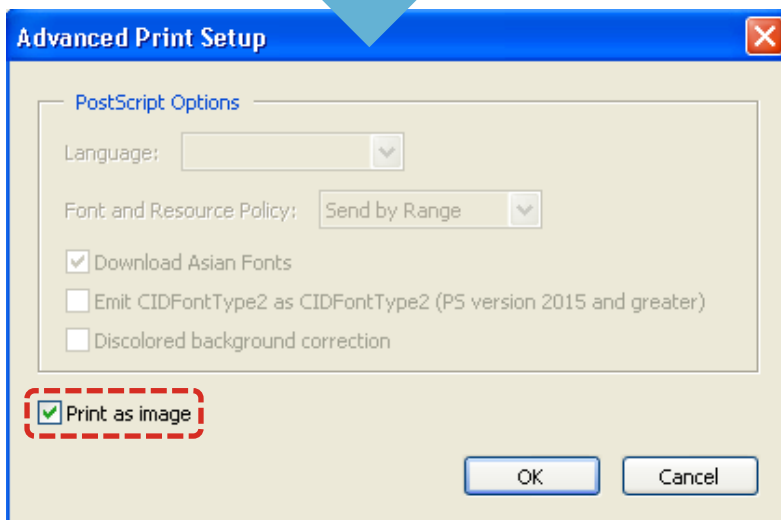 Advanced Print Setup
PostScript Options
Language:
Font and Resource Policy: Send by Range
Download Asian Fonts
Emit CIDFontType2 as CIDFontType2 (PS version 2015 and greater)
Discolored background correction
Print as image
OK Cancel